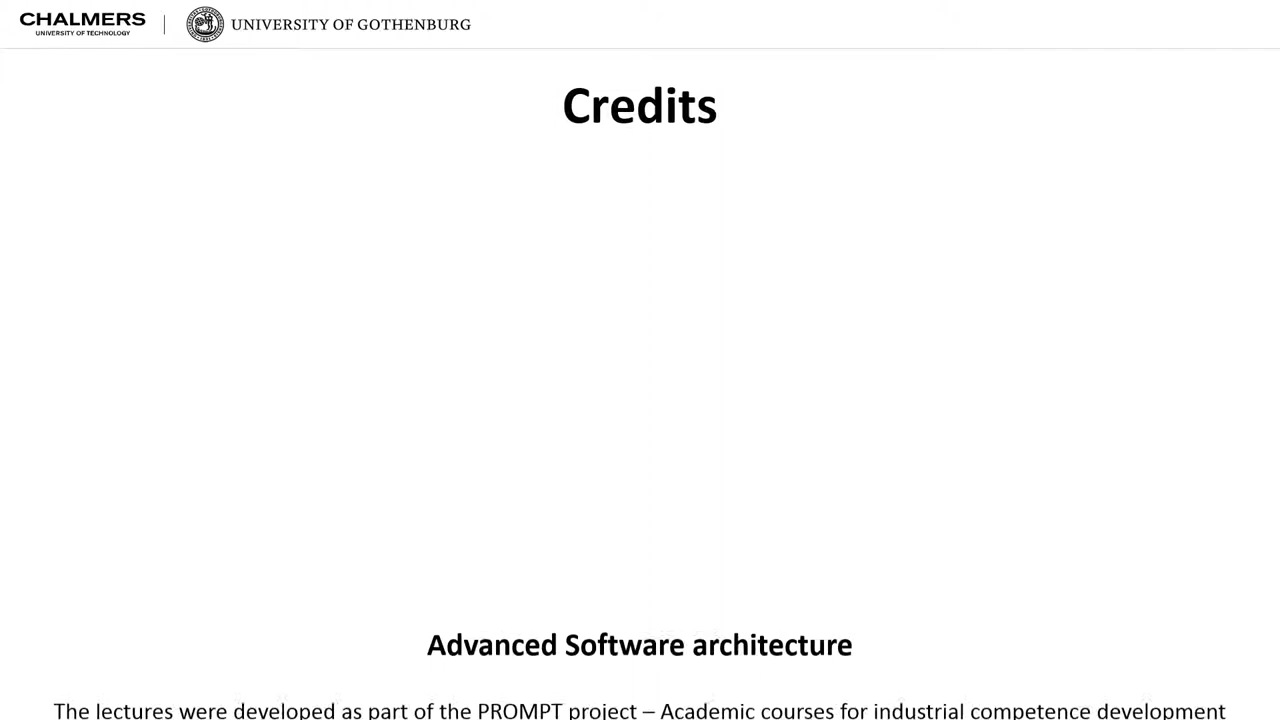 CHALMERS
UNIVERSITY OF TECHNOLOGY
UNIVERSITY OF GOTHENBURG
Credits
Advanced Software architecture
The lectures were developed as part of the PROMPT project – Academic courses for industrial competence development